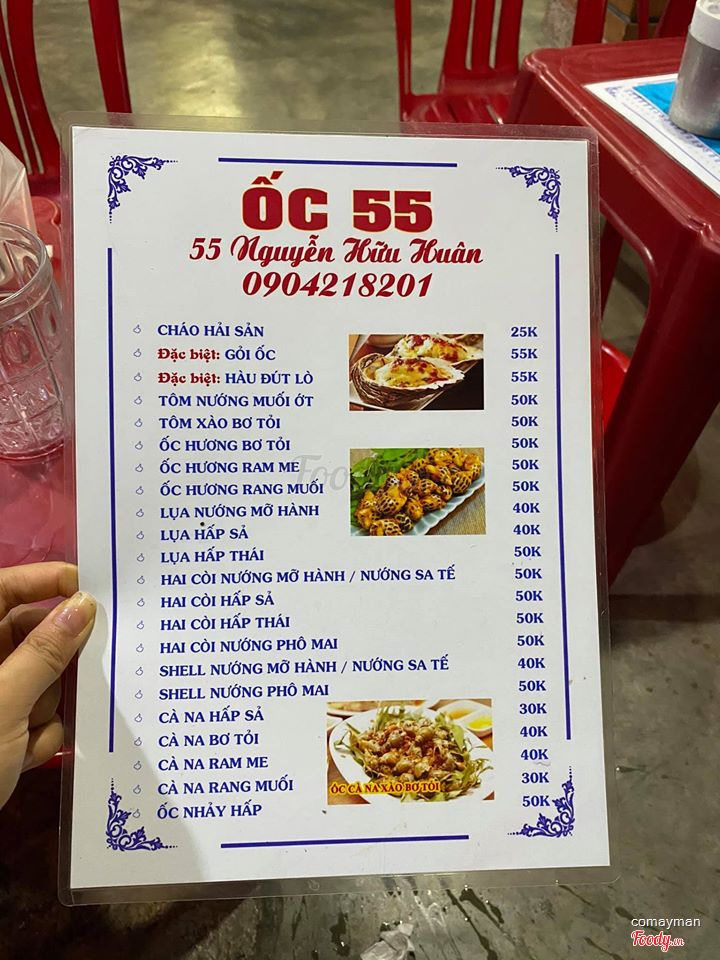 ỐC 55
55 Nguyễn Hữu Huân
0904218201
CHÁO HẢI SẢN 25K
Đặc biệt: GỎI ỐC 55K
Đặc biệt: HÀU ĐÚT LÒ 55K
TÔM NƯỚNG MUỐI ỚT 50K
TÔM XÀO BƠ TỎI 50K
ỐC HƯƠNG BƠ TỎI 50K
ỐC HƯƠNG RAM ME 50K
ỐC HƯƠNG RANG MUỐI 50K
LỤA NƯỚNG MỠ HÀNH 40K
LỤA HẤP SẢ 40K
LỤA HẤP THÁI 50K
HAI CÒI NƯỚNG MỠ HÀNH / NƯỚNG SA TẾ 50K
HAI CÒI HẤP SẢ 50K
HAI CÒI HẤP THÁI 50K
HAI CÒI NƯỚNG PHÔ MAI 50K
SHELL NƯỚNG MỠ HÀNH / NƯỚNG SA TẾ 40K
SHELL NƯỚNG PHÔ MAI 50K
CÀ NA HẤP SẢ 30K
CÀ NA BƠ TỎI 40K
CÀ NA RAM ME 40K
CÀ NA RANG MUỐI 30K
ỐC NHẢY HẤP 50K
ỐC CÀ NA XÀO BƠ TỎI
comayman
Foody.vn